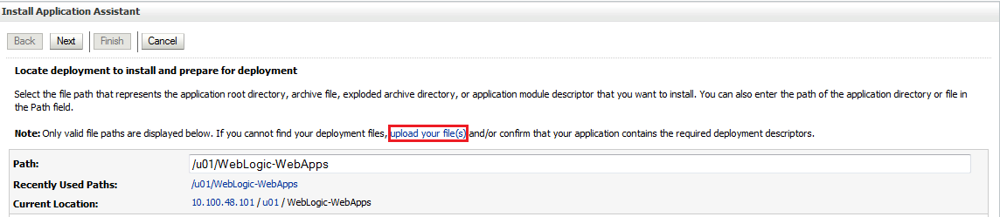 Install Application Assistant
Back Next Finish Cancel
Locate deployment to install and prepare for deployment
Select the file path that represents the application root directory, archive file, exploded archive directory, or application module descriptor that you want to install. You can also enter the path of the application directory or file in
the Path field.
Note: Only valid file paths are displayed below. If you cannot find your deployment files, upload your file(s) and/or confirm that your application contains the required deployment descriptors.
Path: /u01/WebLogic-WebApps
Recently Used Paths: /u01/WebLogic-WebApps
Current Location: 10.100.48.101 / u01 / WebLogic-WebApps